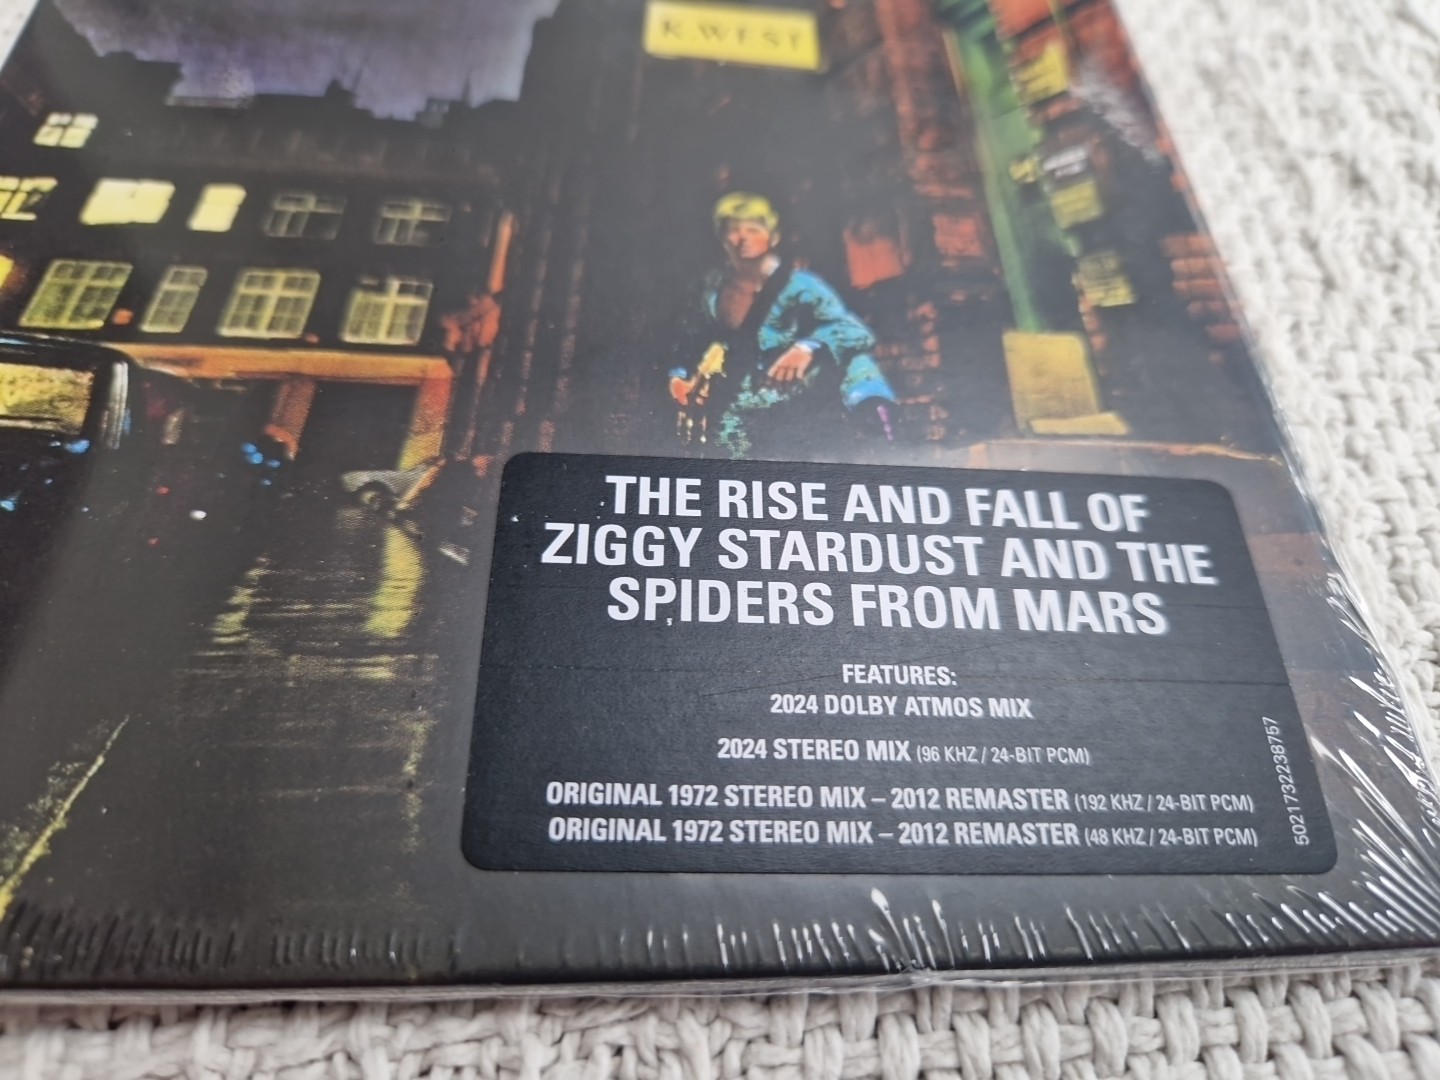 K.WEST
THE RISE AND FALL OF
ZIGGY STARDUST AND THE
SPIDERS FROM MARS
FEATURES:
2024 DOLBY ATMOS MIX
2024 STEREO MIX (96 KHZ / 24-BIT PCM)
ORIGINAL 1972 STEREO MIX – 2012 REMASTER (192 KHZ / 24-BIT PCM)
ORIGINAL 1972 STEREO MIX – 2012 REMASTER (48 KHZ / 24-BIT PCM)
5021732238757